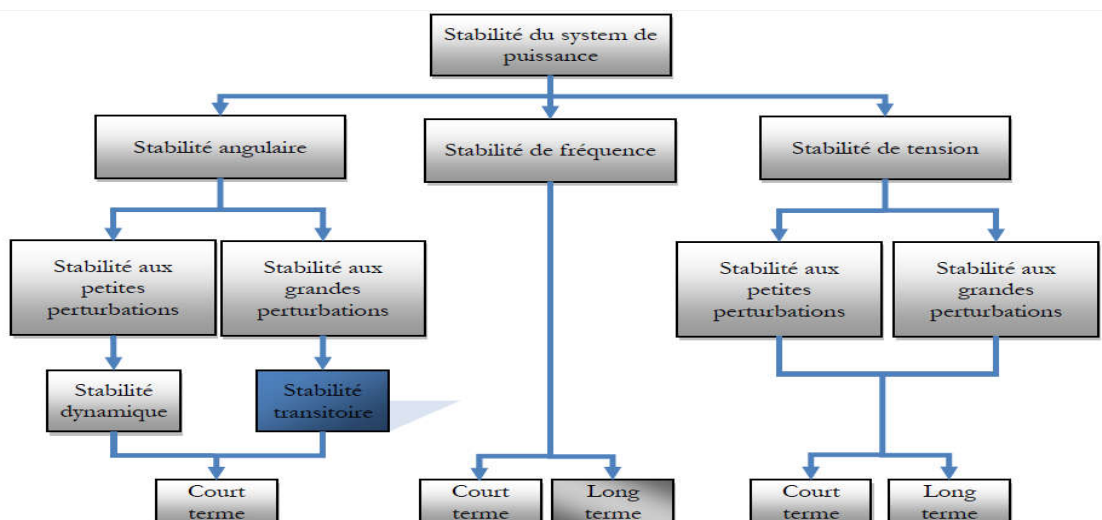 Stabilité du system de
puissance
Stabilité angulaire
Stabilité de fréquence
Stabilité de tension
Stabilité aux
petites
perturbations
Stabilité aux
grandes
perturbations
Stabilité aux
petites
perturbations
Stabilité aux
grandes
perturbations
Stabilité
dynamique
Stabilité
transitoire
Court
terme
Court
terme
Long
terme
Court
terme
Long
terme